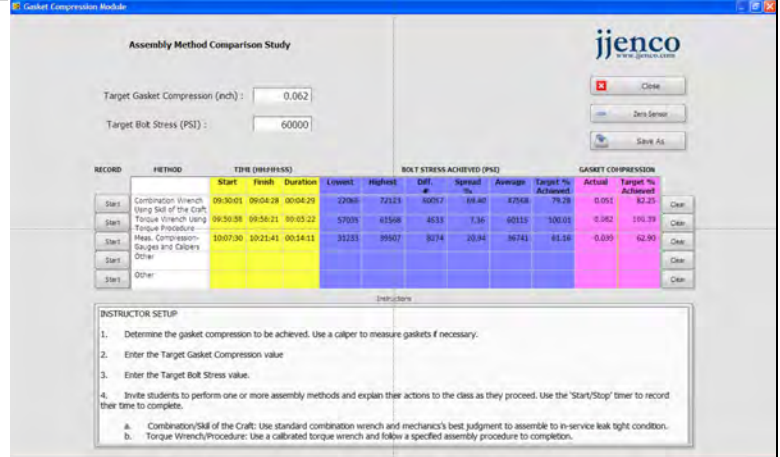 Gasket Compression Module
Assembly Method Comparison Study
jjenco
www.jjenco.com
Target Gasket Compression (inch) : 0.062
Target Bolt Stress (PSI) : 60000
Close
Zero Sensor
Save As
RECORD METHOD TIME (HH:MM:SS) BOLT STRESS ACHIEVED (PSI) GASKET COMPRESSION
Start Finish Duration Lowest Highest Diff. Spread Average Target % Actual Target %
# % Achieved Achieved
Start Combination Wrench 09:30:01 09:04:28 00:04:29 72123 60057 69.40 47568 79.28 0.051 82.25 Clear
Using Skill of the Craft
Start Torque Wrench Using 09:50:58 09:56:21 00:05:22 57035 61568 4533 7.36 60115 100.01 0.062 Clear
Torque Procedure
Start Meas. Compression- 10:07:30 10:21:41 00:14:11 8274 20.94 36741 61.16 62.90 Clear
Gauges and Calipers
Start Other Clear
Start Other Clear
Instructions
INSTRUCTOR SETUP
1. Determine the gasket compression to be achieved. Use a caliper to measure gaskets if necessary.
2. Enter the Target Gasket Compression value
3. Enter the Target Bolt Stress value.
4. Invite students to perform one or more assembly methods and explain their actions to the class as they proceed. Use the 'Start/Stop' timer to record
their time to complete.
a. Combination/Skill of the Craft: Use standard combination wrench and mechanics's best judgment to assemble to in-service leak tight condition.
b. Torque Wrench/Procedure: Use a calibrated torque wrench and follow a specified assembly procedure to completion.